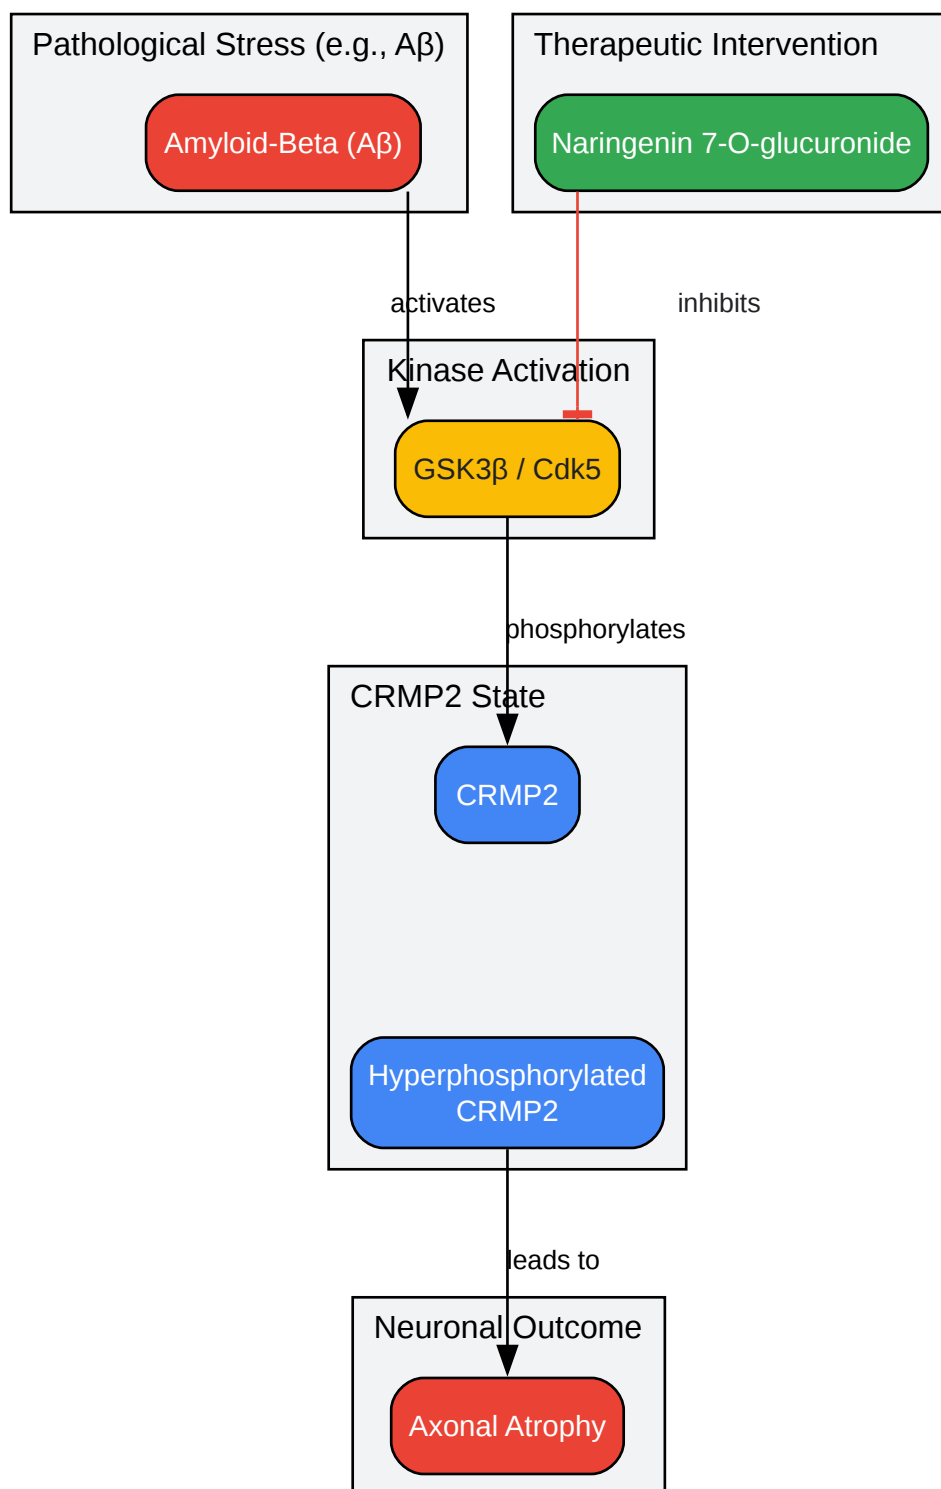 Pathological Stress (e.g., Aβ)
Therapeutic Intervention
Amyloid-Beta (Aβ)
Naringenin 7-O-glucuronide
activates
inhibits
Kinase Activation
GSK3β / Cdk5
phosphorylates
CRMP2 State
CRMP2
Hyperphosphorylated
CRMP2
leads to
Neuronal Outcome
Axonal Atrophy